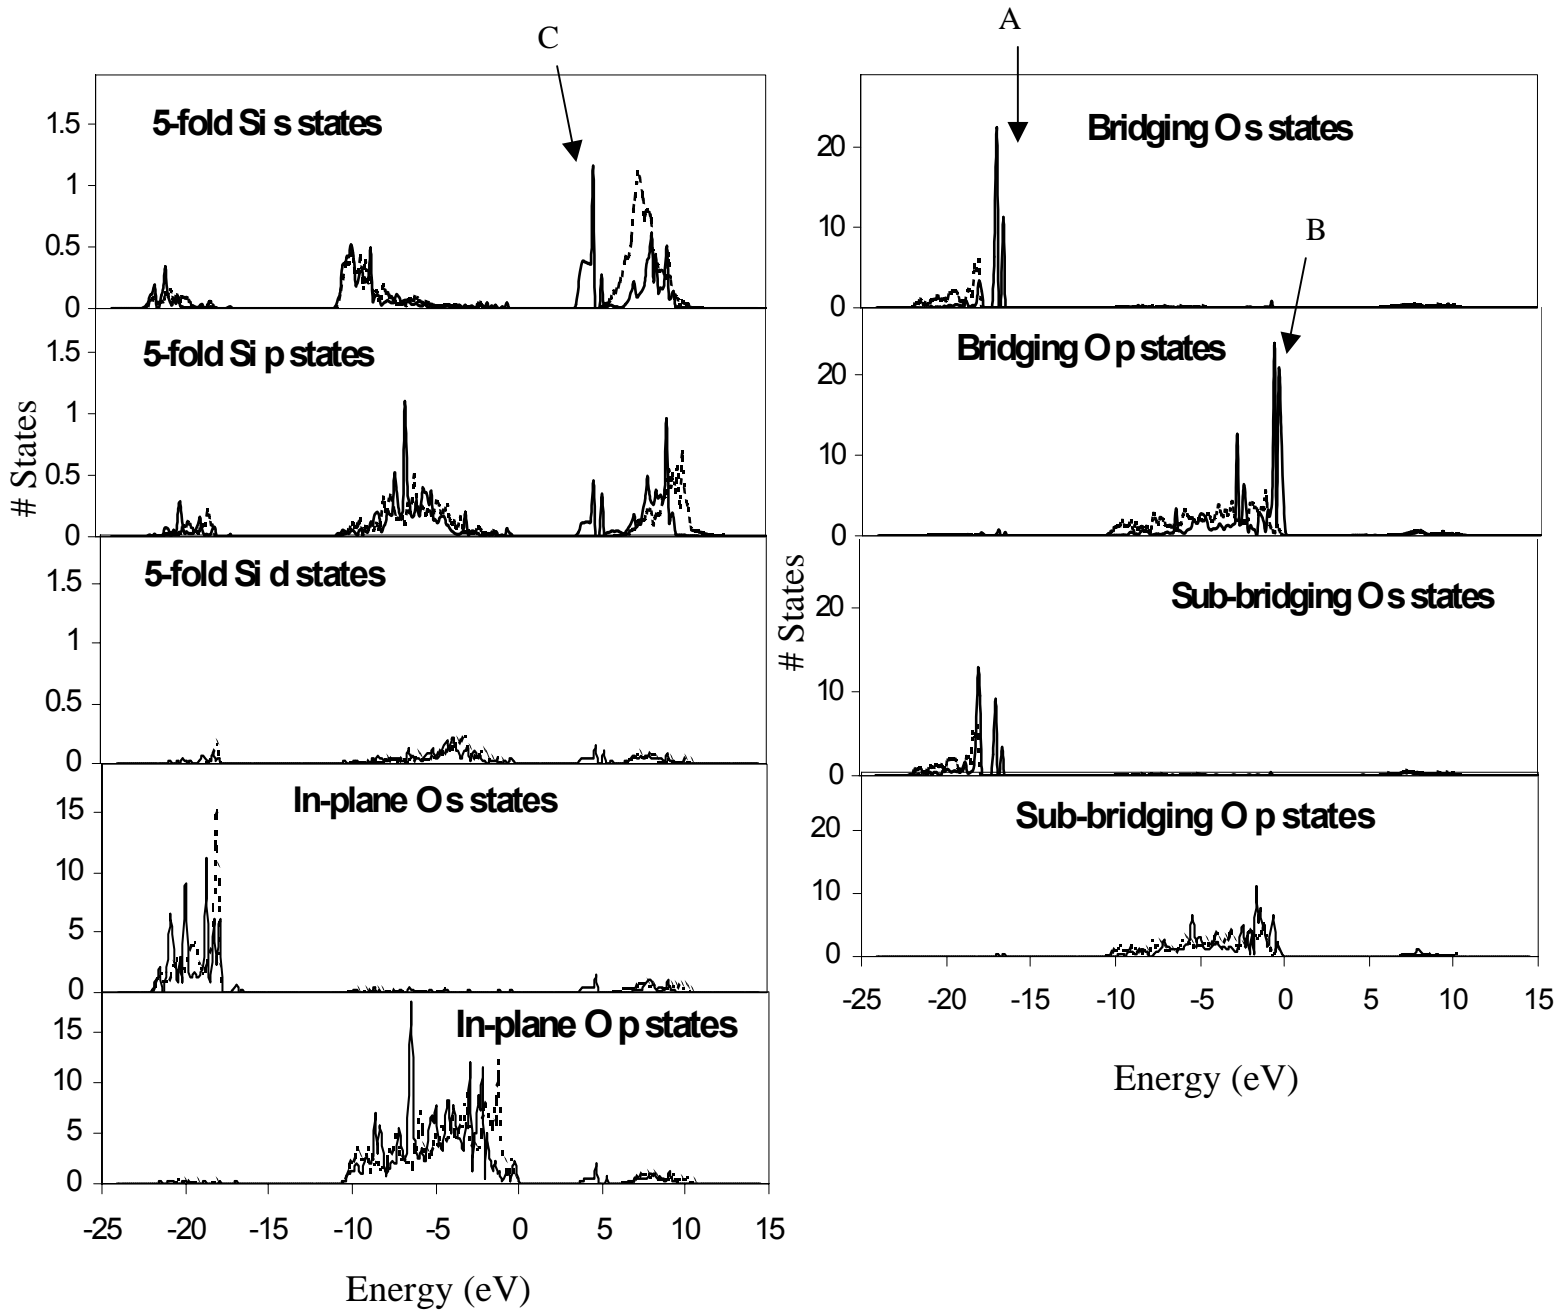 C
5-fold Si s states
1.5
1
0.5
0
5-fold Si p states
1.5
1
0.5
0
# States
5-fold Si d states
1.5
1
0.5
0
In-plane O s states
15
10
5
0
In-plane O p states
15
10
5
0
-25 -20 -15 -10 -5 0 5 10 15
Energy (eV)
A
Bridging O s states
20
10
0
B
Bridging O p states
20
10
0
# States
Sub-bridging O s states
20
10
0
Sub-bridging O p states
20
10
0
-25 -20 -15 -10 -5 0 5 10 15
Energy (eV)